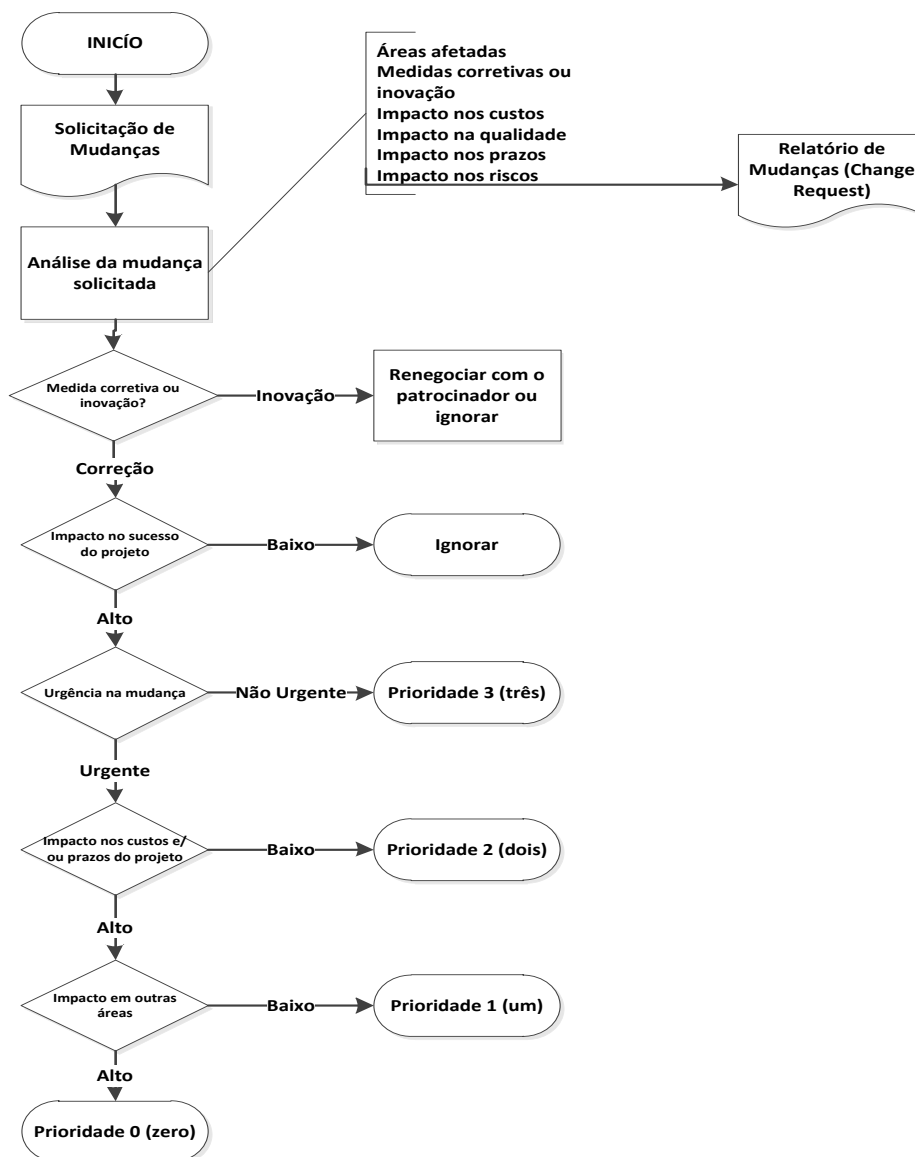 INICÍO
Áreas afetadas
Medidas corretivas ou
inovação
Impacto nos custos
Impacto na qualidade
Impacto nos prazos
Impacto nos riscos
Solicitação de
Mudanças
Relatório de
Mudanças (Change
Request)
Análise da mudança
solicitada
Medida corretiva ou
inovação?
Inovação
Renegociar com o
patrocinador ou
ignorar
Correção
Impacto no sucesso
do projeto
Baixo
Ignorar
Alto
Urgência na mudança
Não Urgente
Prioridade 3 (três)
Urgente
Impacto nos custos e/
ou prazos do projeto
Baixo
Prioridade 2 (dois)
Alto
Impacto em outras
áreas
Baixo
Prioridade 1 (um)
Alto
Prioridade 0 (zero)